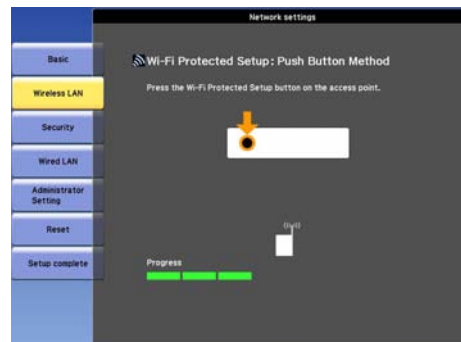 Network settings
Basic
Wireless LAN
Security
Wired LAN
Administrator
Setting
Reset
Setup complete
Wi-Fi Protected Setup: Push Button Method
Press the Wi-Fi Protected Setup button on the access point.
Progress